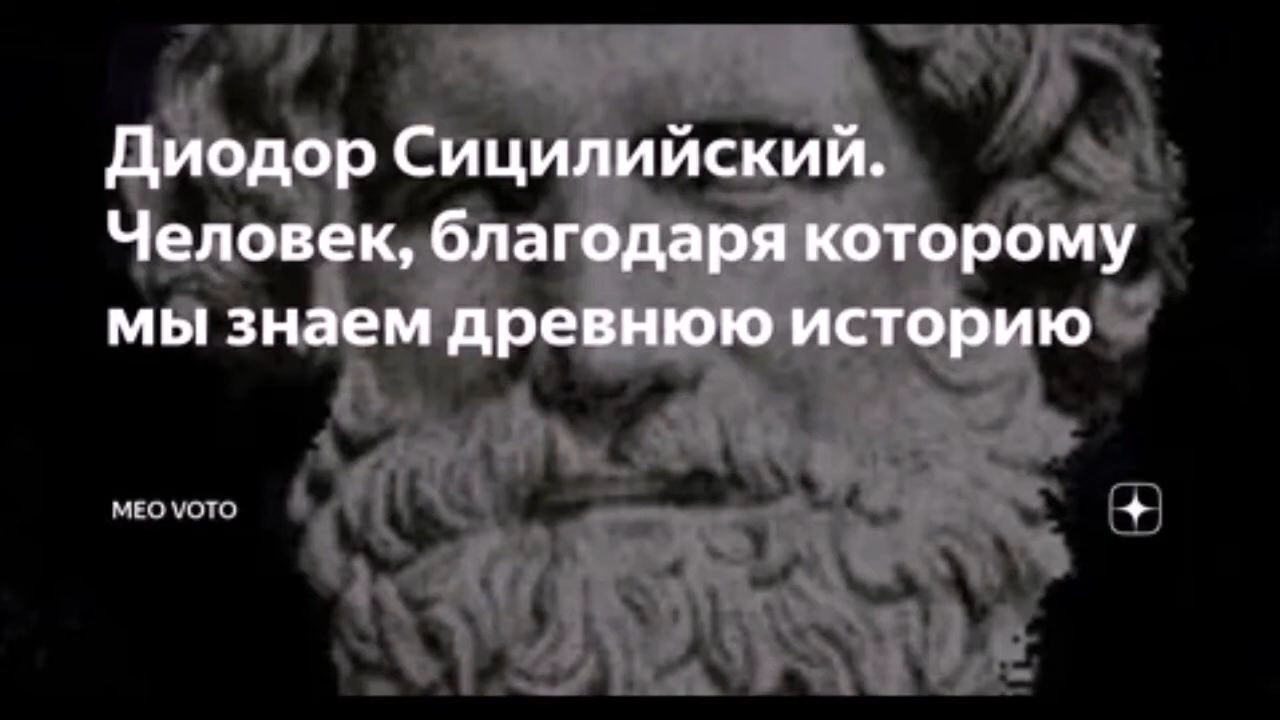 Диодор Сицилийский.
Человек, благодаря которому
мы знаем древнюю историю
MEO VOTO